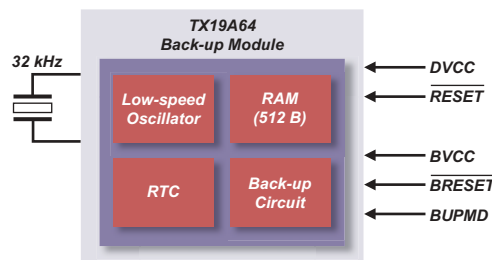 TX19A64
Back-up Module
32 kHz
Low-speed
Oscillator
RAM
(512 B)
RTC
Back-up
Circuit
DVCC
RESET
BVCC
BRESET
BUPMD